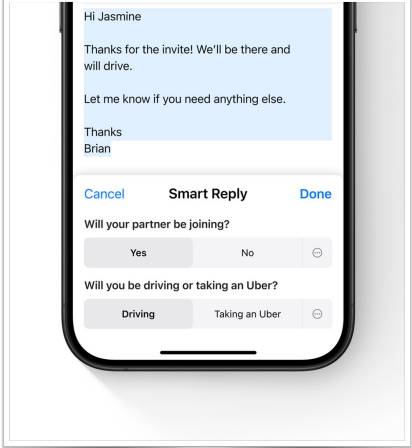 Hi Jasmine
Thanks for the invite! We'll be there and
will drive.
Let me know if you need anything else.
Thanks
Brian
Cancel Smart Reply Done
Will your partner be joining?
Yes No
Will you be driving or taking an Uber?
Driving Taking an Uber